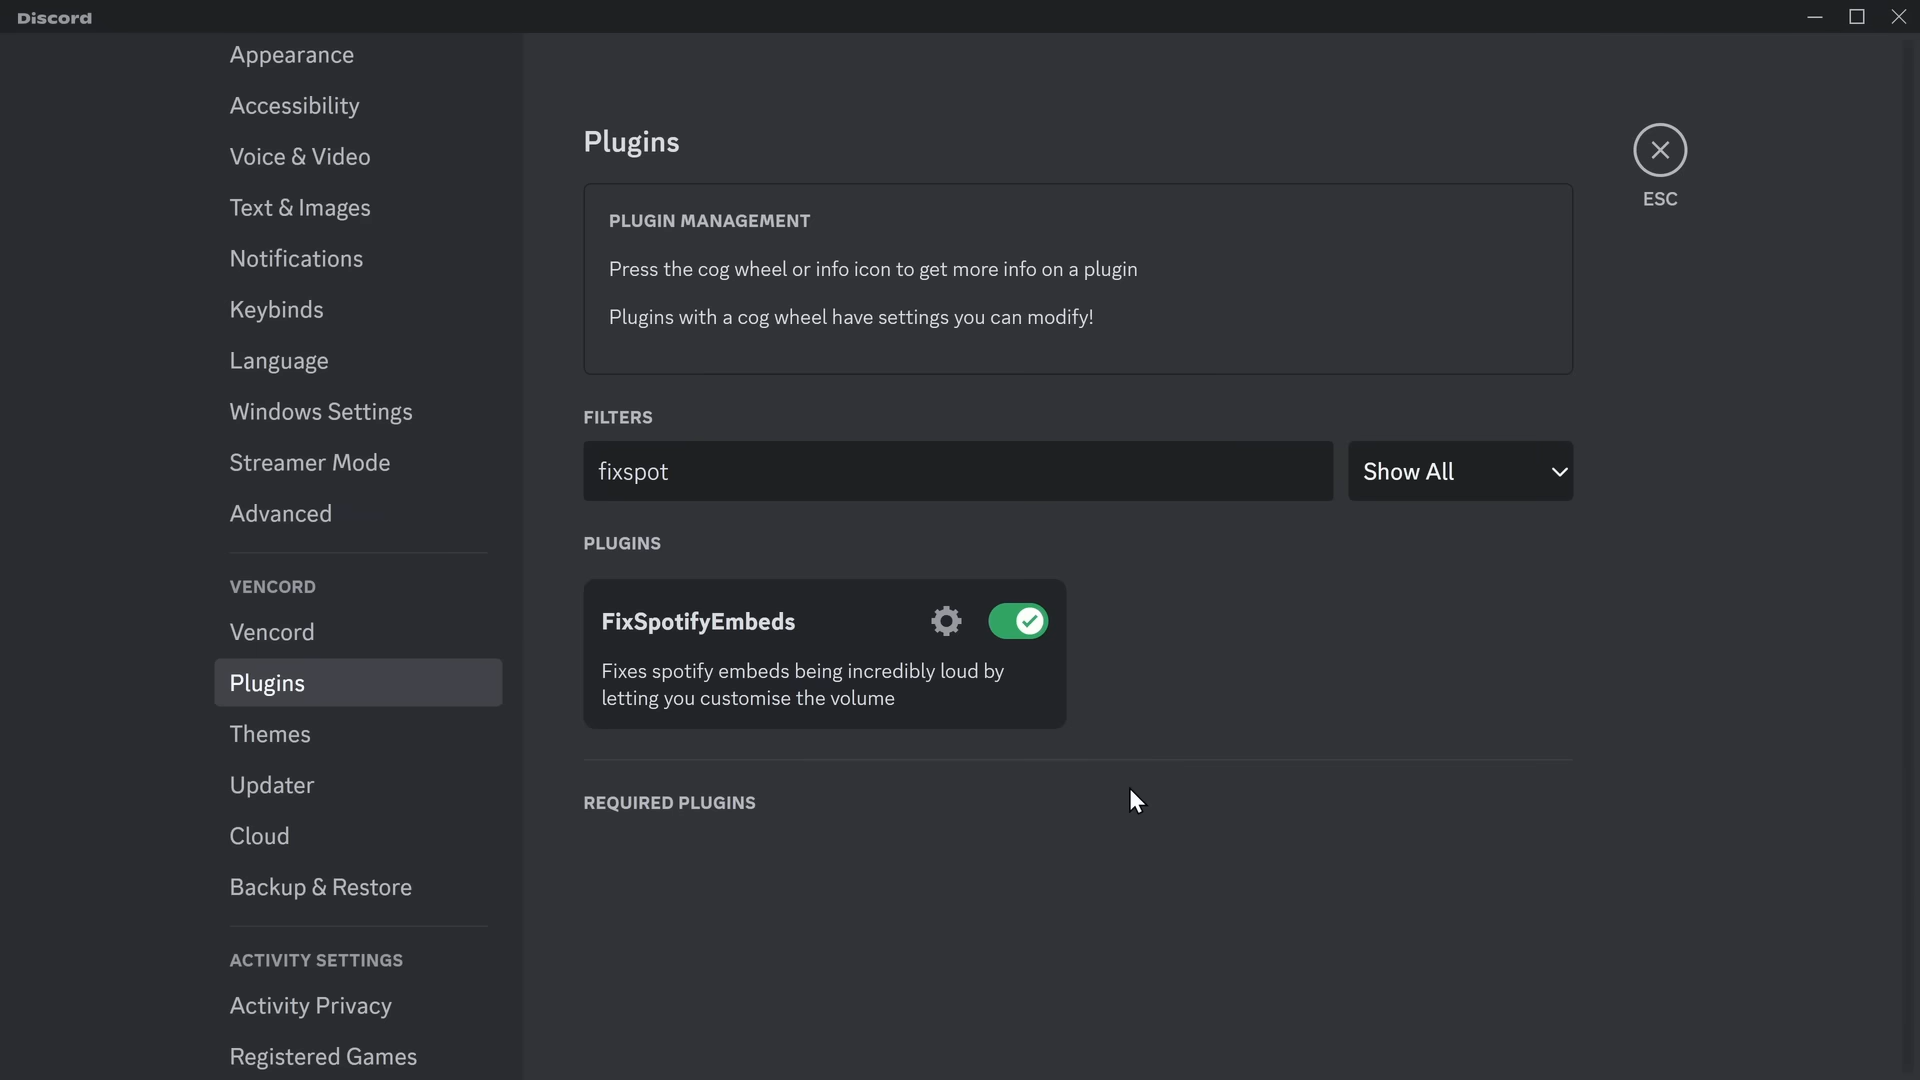 Discord
Appearance
Accessibility
Voice & Video
Text & Images
Notifications
Keybinds
Language
Windows Settings
Streamer Mode
Advanced
VENCORD
Vencord
Plugins
Themes
Updater
Cloud
Backup & Restore
ACTIVITY SETTINGS
Activity Privacy
Registered Games
Plugins
PLUGIN MANAGEMENT
Press the cog wheel or info icon to get more info on a plugin
Plugins with a cog wheel have settings you can modify!
FILTERS
fixspot
Show All
PLUGINS
FixSpotifyEmbeds
Fixes spotify embeds being incredibly loud by
letting you customise the volume
REQUIRED PLUGINS
ESC